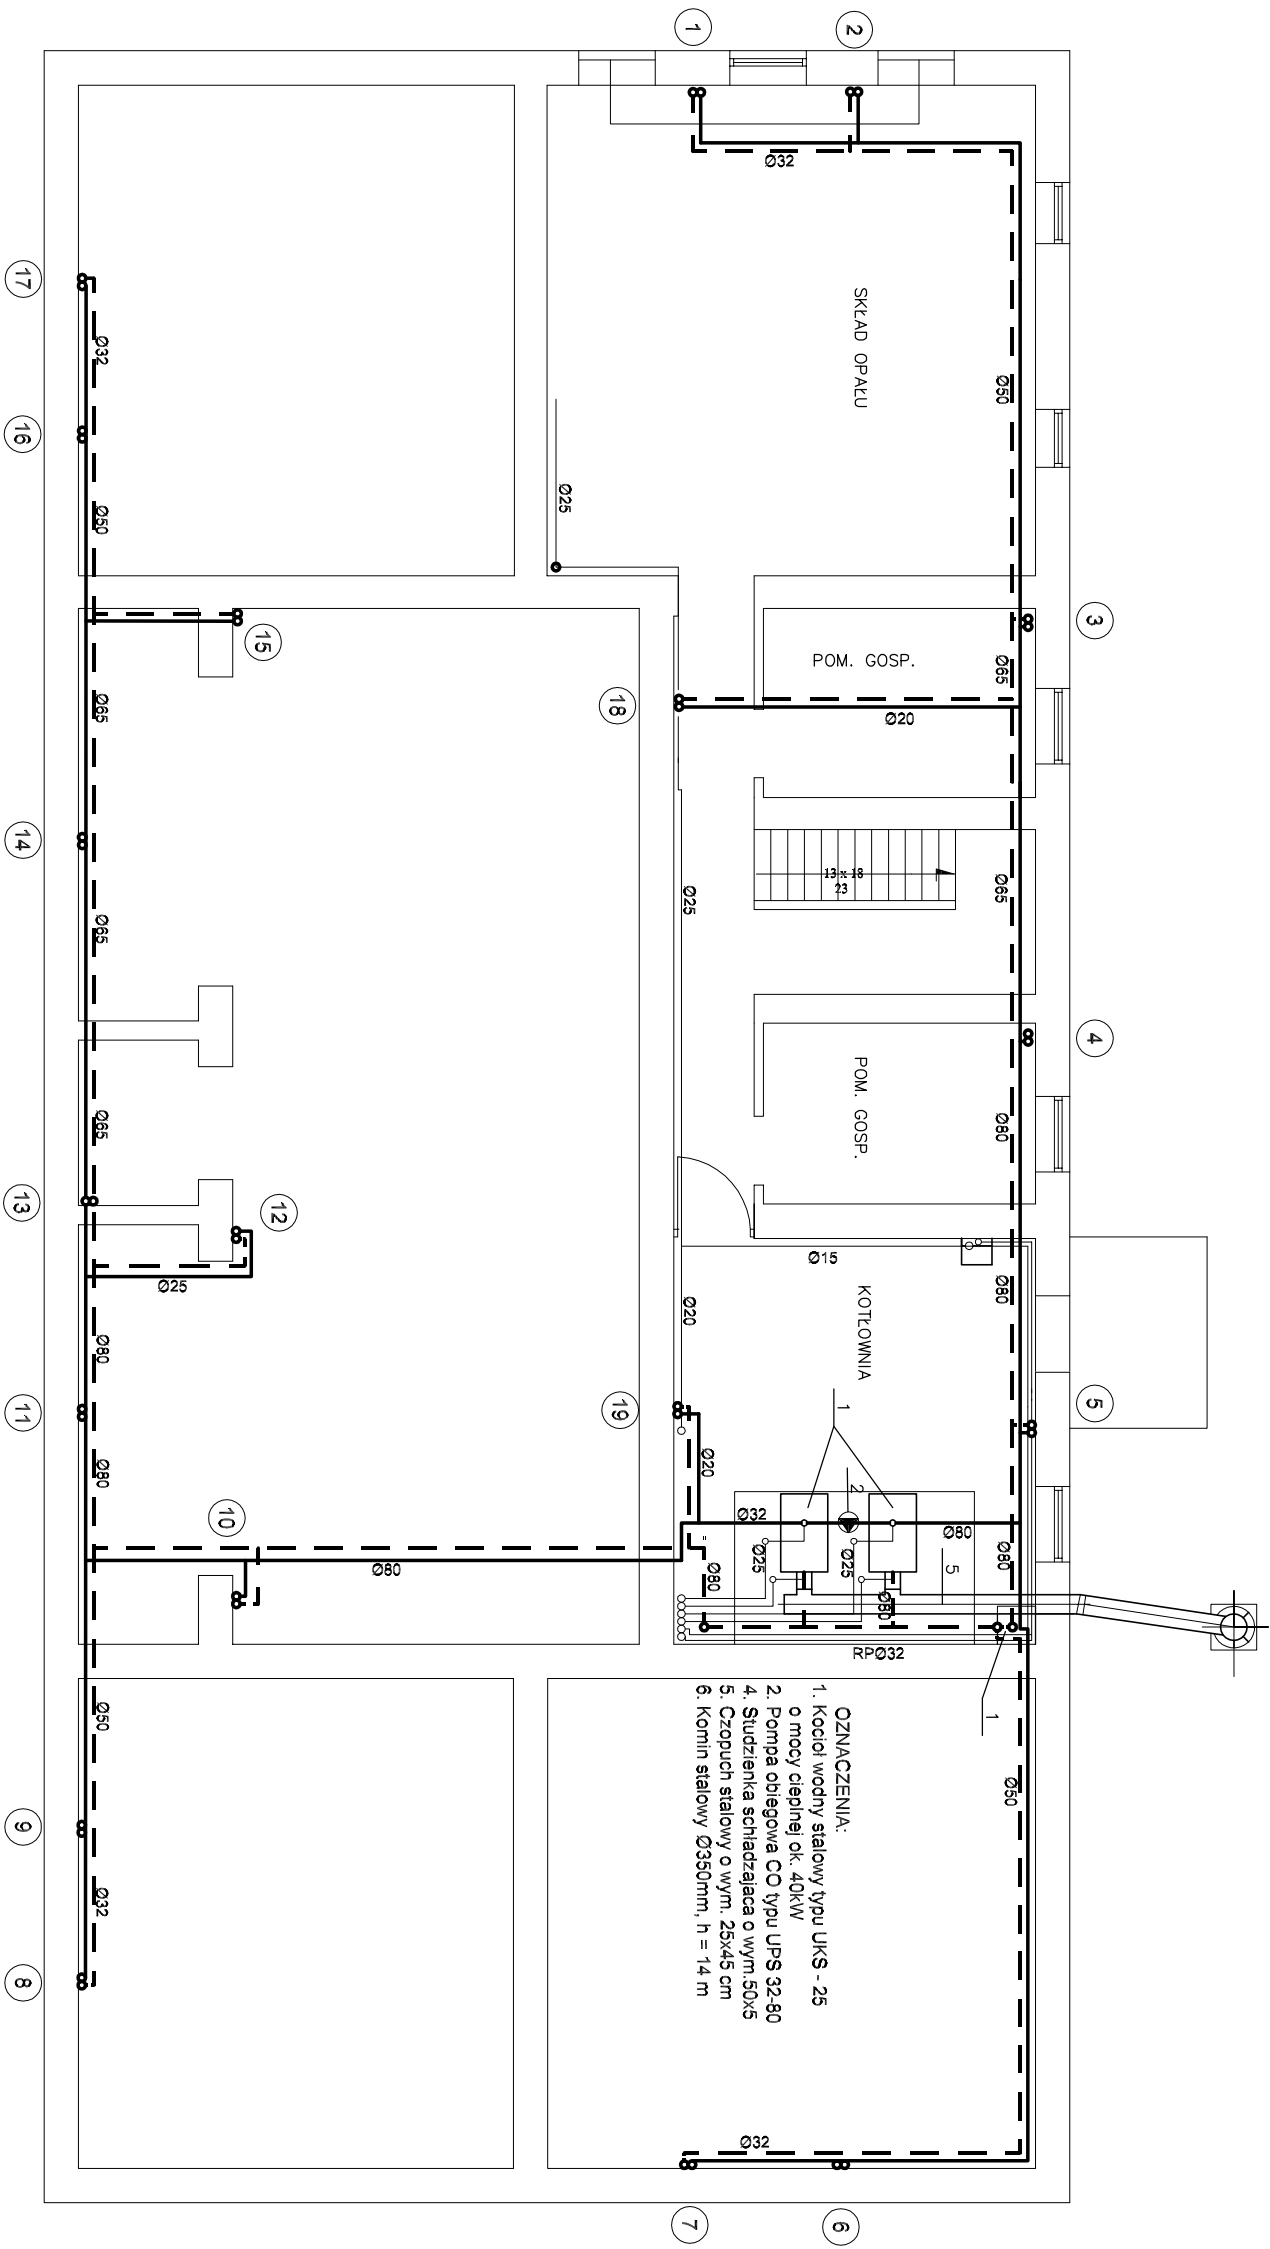 1
2
3
4
5
6
7
8
9
10
11
12
13
14
15
16
17
18
19
SKŁAD OPAŁU
POM. GOSP.
POM. GOSP.
KOTŁOWNIA
13 x 18
23
Ø32
Ø50
Ø65
Ø20
Ø65
Ø80
Ø80
Ø80
Ø80
Ø50
Ø32
Ø25
Ø25
Ø15
Ø20
Ø20
Ø32
Ø25
Ø25
Ø80
Ø80
RPØ32
1
2
5
1
Ø32
Ø50
Ø65
Ø65
Ø65
Ø25
Ø80
Ø80
Ø80
Ø50
Ø32
OZNACZENIA:
1. Kocioł wodny stalowy typu UKS - 25
o mocy cieplnej ok. 40kW
2. Pompa obiegowa CO typu UPS 32-80
4. Studzienka schładzajaca o wym.50x5
5. Czopuch stalowy o wym. 25x45 cm
6. Komin stalowy Ø350mm, h = 14 m